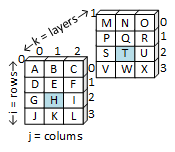 k = layers
0
1
0 1 2
i = rows
A B C
D E F
G H I
J K L
0
1
2
3
M N O
P Q R
S T U
V W X
0
1
2
3
j = colums